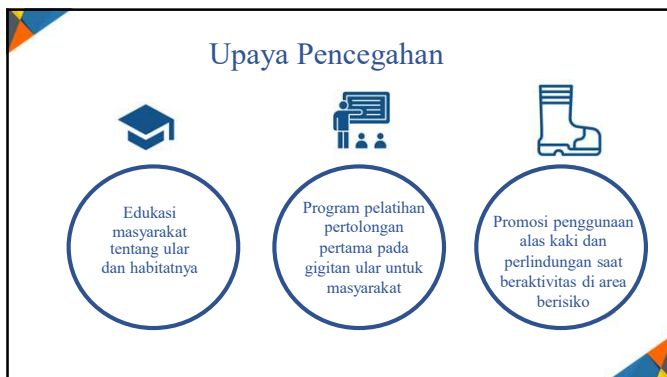 Upaya Pencegahan
Edukasi
masyarakat
tentang ular
dan habitatnya
Program pelatihan
pertolongan
pertama pada
gigitan ular untuk
masyarakat
Promosi penggunaan
alas kaki dan
perlindungan saat
beraktivitas di area
berisiko